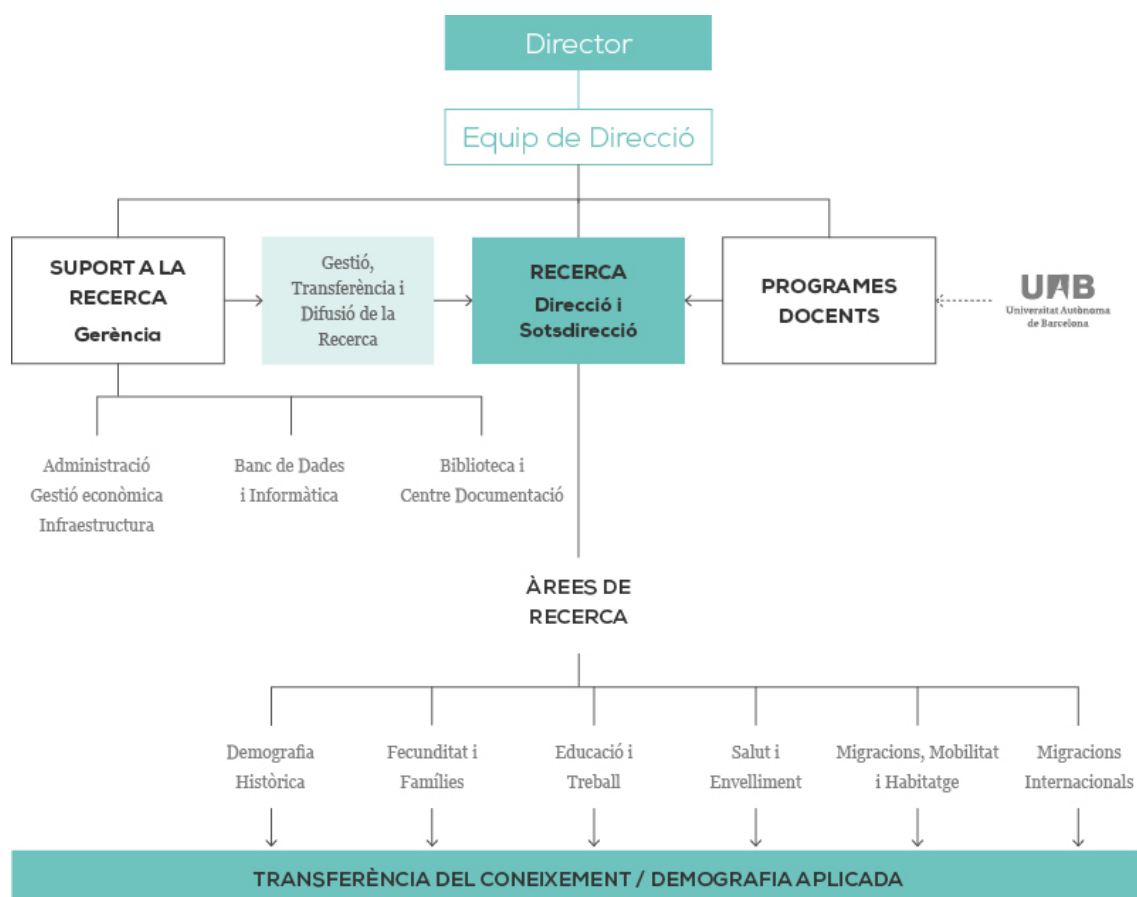 Director
Equip de Direcció
SUPORT A LA
RECERCA
Gerència
Gestió,
Transferència i
Difusió de la
Recerca
RECERCA
Direcció i
Sotsdirecció
PROGRAMES
DOCENTS
UAB
Universitat Autònoma
de Barcelona
Administració
Gestió econòmica
Infraestructura
Banc de Dades
i Informàtica
Biblioteca i
Centre Documentació
ÀREES DE
RECERCA
Demografia
Històrica
Fecunditat i
Famílies
Educació i
Treball
Salut i
Envelliment
Migracions, Mobilitat
i Habitatge
Migracions
Internacionals
TRANSFERÈNCIA DEL CONEIXEMENT / DEMOGRAFIA APLICADA